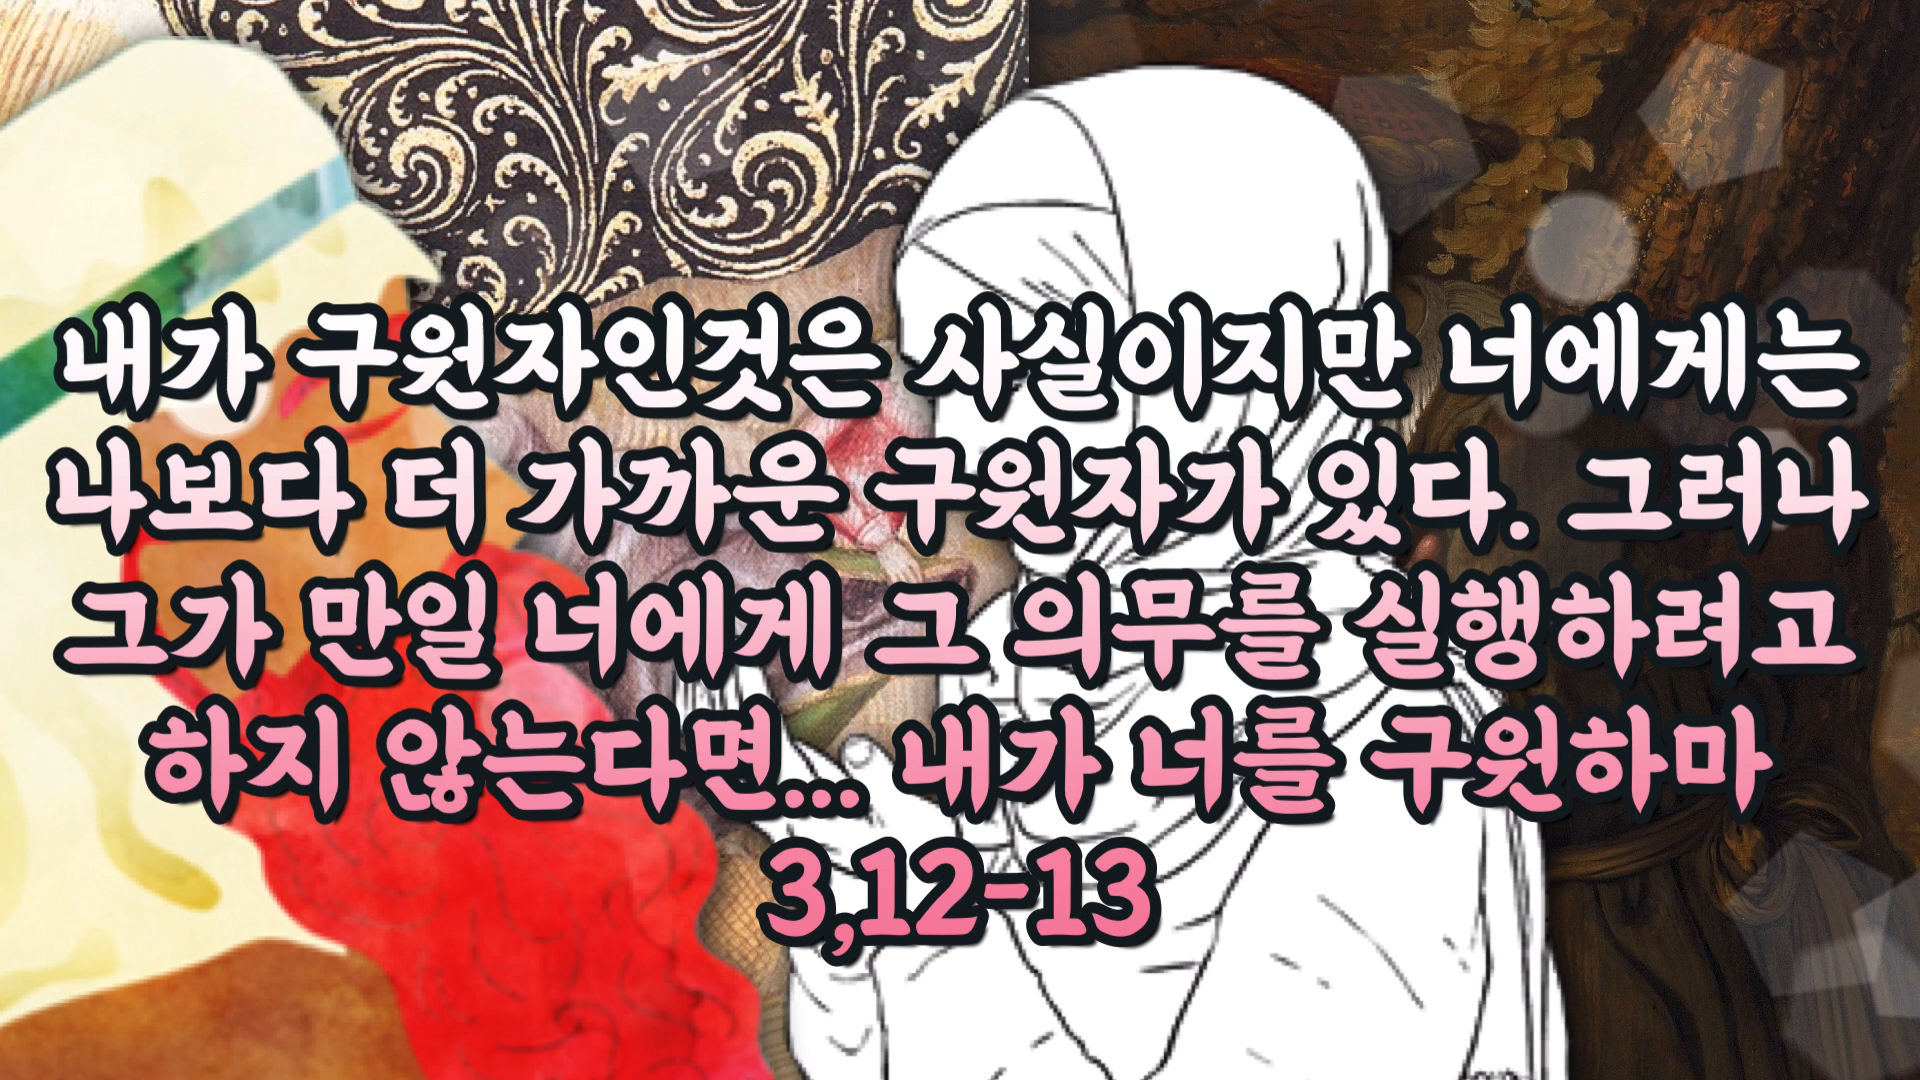 내가 구원자인것은 사실이지만 너에게는
나보다 더 가까운 구원자가 있다. 그러나
그가 만일 너에게 그 의무를 실행하려고
하지 않는다면... 내가 너를 구원하마
3,12-13